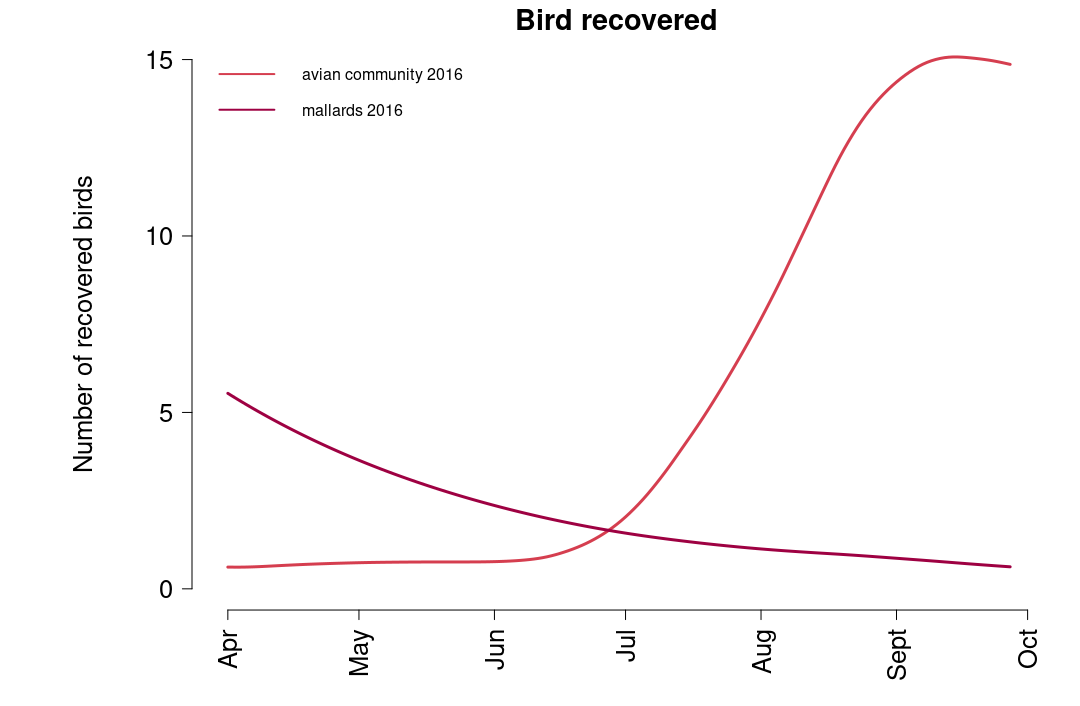 Bird recovered
avian community 2016
mallards 2016
Number of recovered birds
15
10
5
0
Apr
May
Jun
Jul
Aug
Sept
Oct